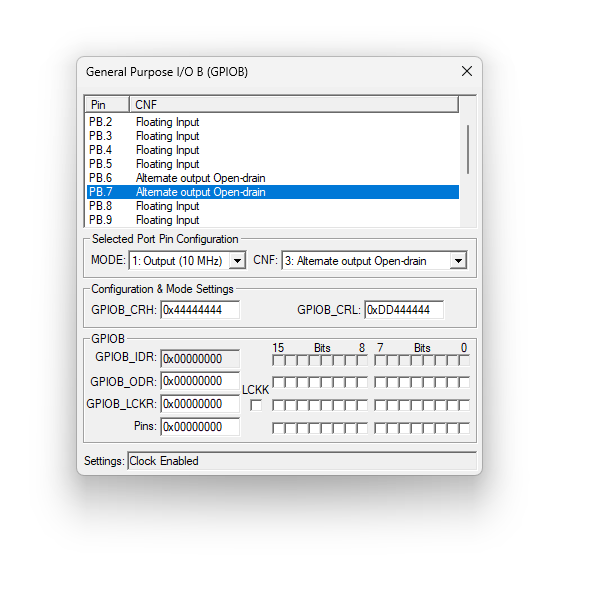 General Purpose I/O B (GPIOB)
Pin CNF
PB.2 Floating Input
PB.3 Floating Input
PB.4 Floating Input
PB.5 Floating Input
PB.6 Alternate output Open-drain
PB.7 Alternate output Open-drain
PB.8 Floating Input
PB.9 Floating Input
Selected Port Pin Configuration
MODE: 1: Output (10 MHz) CNF: 3: Alternate output Open-drain
Configuration & Mode Settings
GPIOB_CRH: 0x44444444 GPIOB_CRL: 0xDD444444
GPIOB
15 Bits 8 7 Bits 0
GPIOB_IDR: 0x00000000
GPIOB_ODR: 0x00000000
LCKK
GPIOB_LCKR: 0x00000000
Pins: 0x00000000
Settings: Clock Enabled